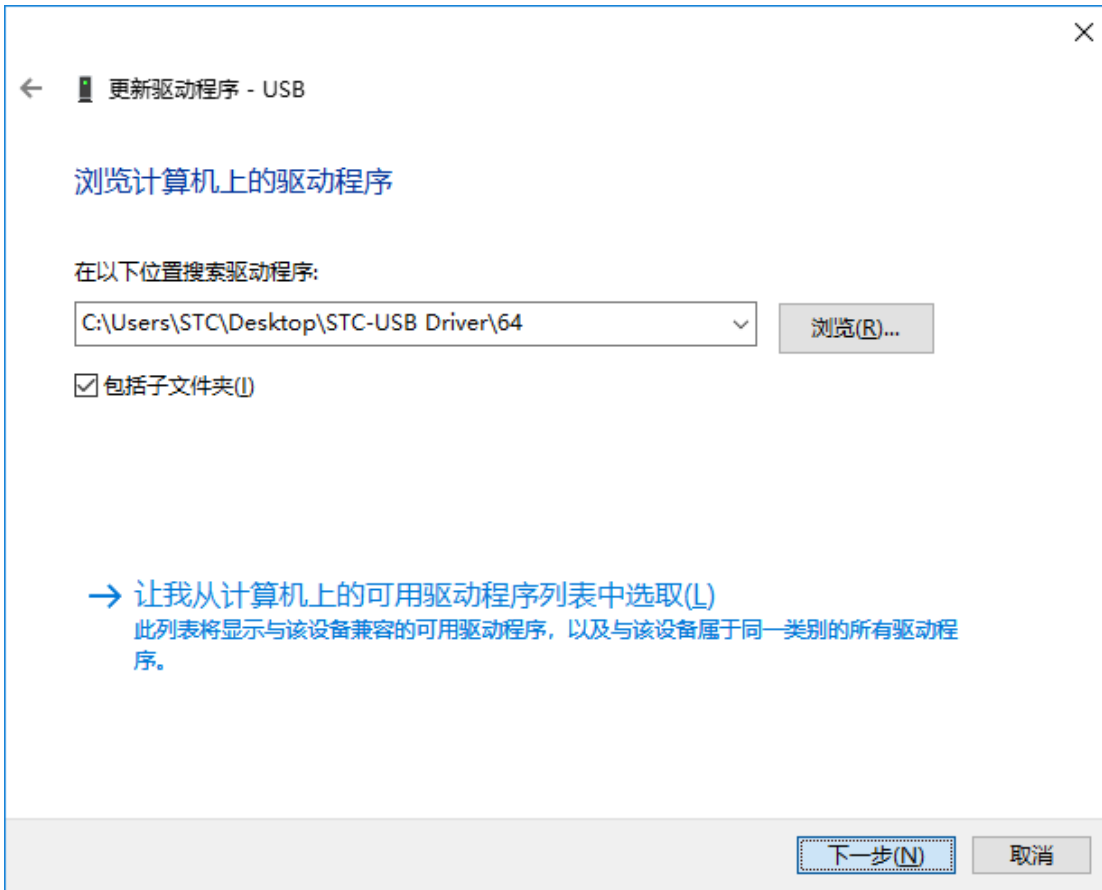 更新驱动程序 - USB
浏览计算机上的驱动程序
在以下位置搜索驱动程序:
C:\Users\STC\Desktop\STC-USB Driver\64
浏览(R)...
包括子文件夹(I)
让我从计算机上的可用驱动程序列表中选取(L)
此列表将显示与该设备兼容的可用驱动程序，以及与该设备属于同一类别的所有驱动程
序。
下一步(N)
取消